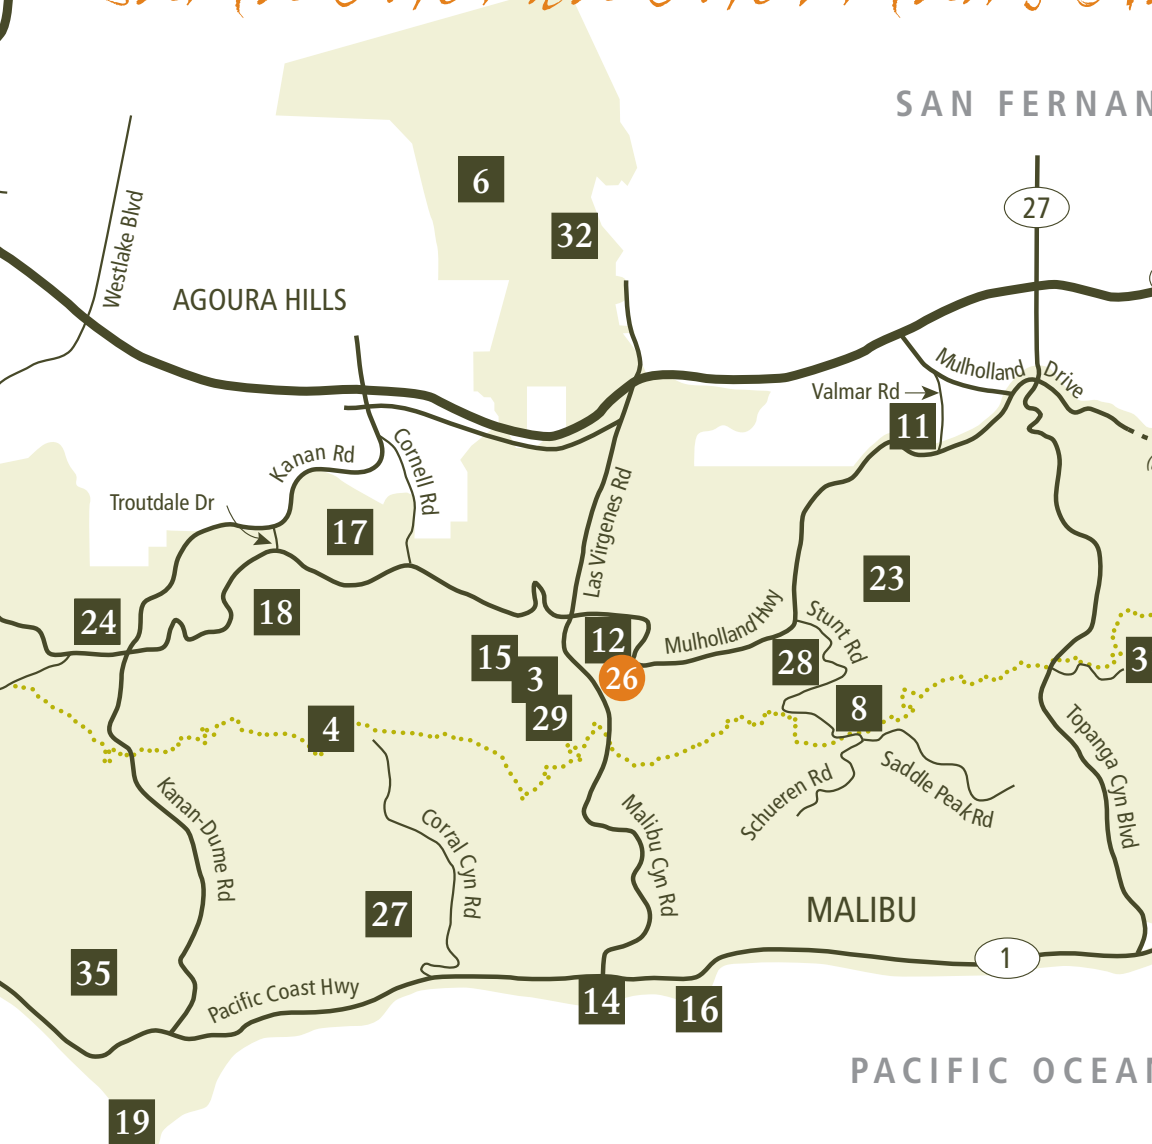 SAN FERNAN
6
27
32
Westlake Blvd
AGOURA HILLS
Mulholland Drive
Valmar Rd
11
Kanan Rd
Cornell Rd
Troutdale Dr
17
Las Virgenes Rd
23
24
18
12
Mulholland Hwy
Stunt Rd
15
28
3
3
26
29
8
4
Topanga Cyn Blvd
Schueren Rd
Saddle Peak Rd
Kanan-Dume Rd
Corral Cyn Rd
Malibu Cyn Rd
27
MALIBU
1
35
Pacific Coast Hwy
14
16
PACIFIC OCEAN
19